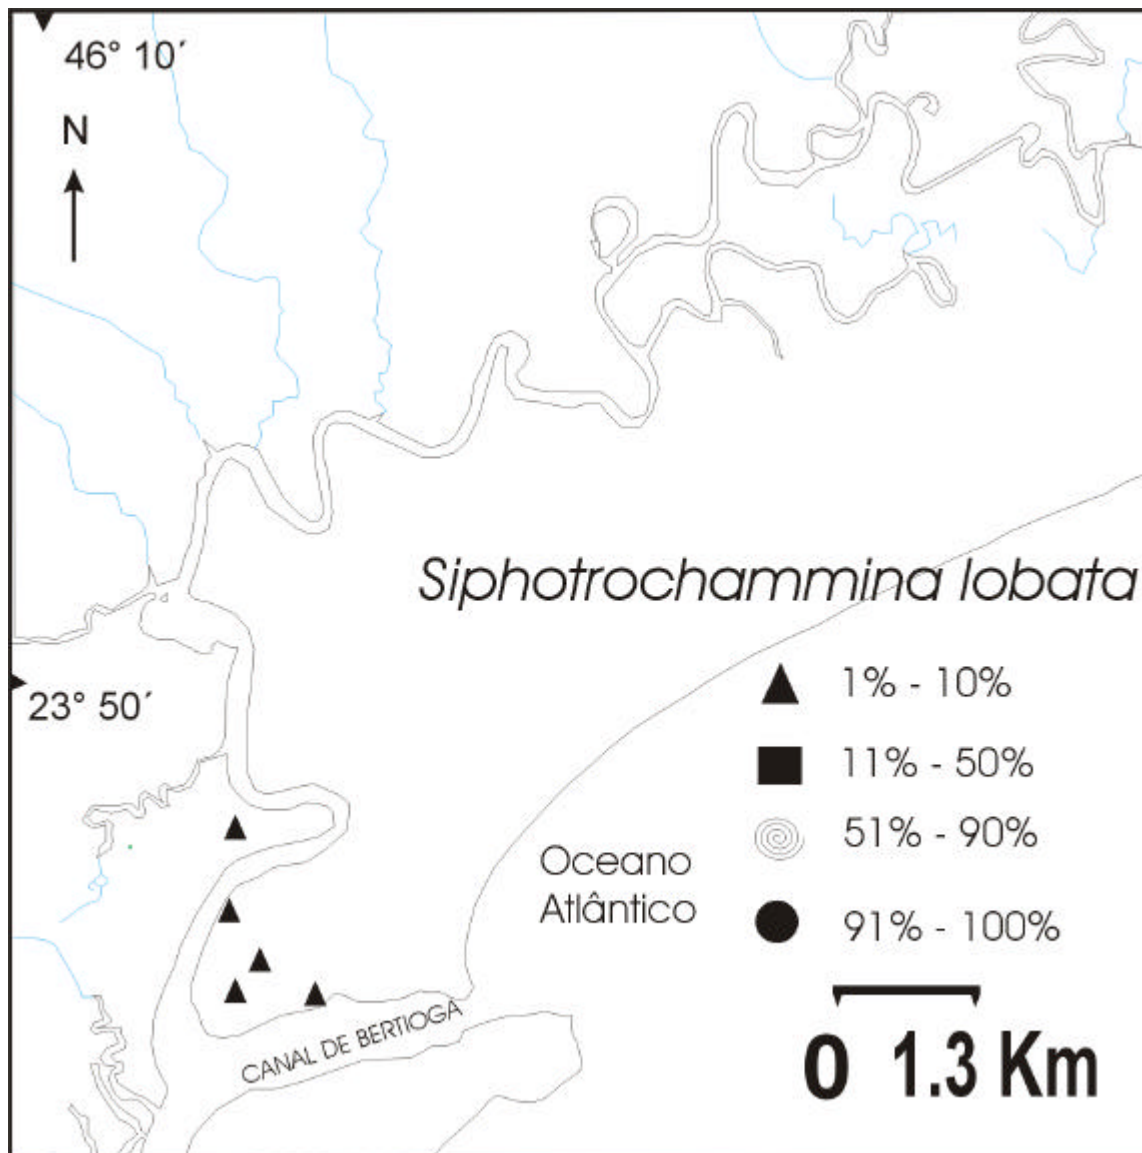 46° 10´
N
Siphotrochammina lobata
23° 50´
1% - 10%
11% - 50%
51% - 90%
91% - 100%
Oceano
Atlântico
CANAL DE BERTIOGA
0 1.3 Km